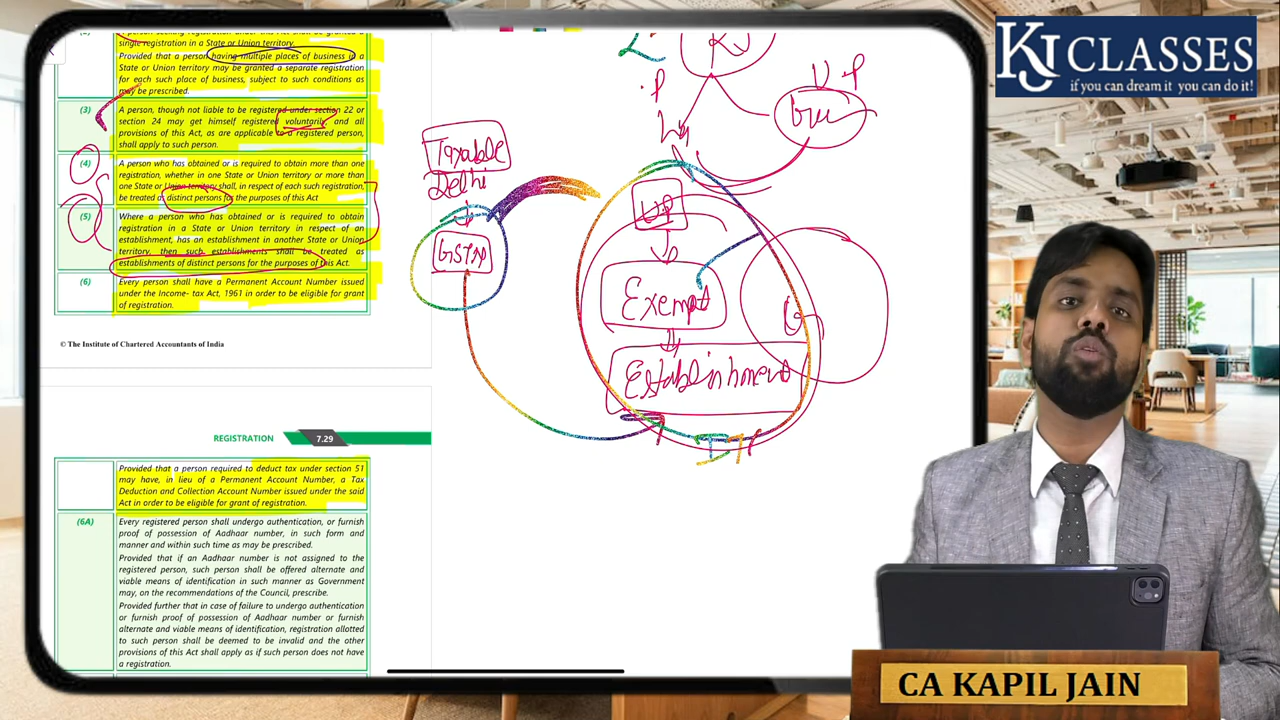 single registration in a State or Union territory.
Provided that a person having multiple places of business in a
State or Union territory may be granted a separate registration
for each such place of business, subject to such conditions as
may be prescribed.
(3)
A person, though not liable to be registered under section 22 or
section 24 may get himself registered voluntarily, and all
provisions of this Act, as are applicable to a registered person,
shall apply to such person.
(4)
A person who has obtained or is required to obtain more than one
registration, whether in one State or Union territory or more than
one State or Union territory shall, in respect of each such registration,
be treated as distinct persons for the purposes of this Act
(5)
Where a person who has obtained or is required to obtain
registration in a State or Union territory in respect of an
establishment, has an establishment in another State or Union
territory, then such establishments shall be treated as
establishments of distinct persons for the purposes of this Act.
(6)
Every person shall have a Permanent Account Number issued
under the Income- tax Act, 1961 in order to be eligible for grant
of registration.
© The Institute of Chartered Accountants of India
REGISTRATION 7.29
Provided that a person required to deduct tax under section 51
may have, in lieu of a Permanent Account Number, a Tax
Deduction and Collection Account Number issued under the said
Act in order to be eligible for grant of registration.
(6A)
Every registered person shall undergo authentication, or furnish
proof of possession of Aadhaar number, in such form and
manner and within such time as may be prescribed.
Provided that if an Aadhaar number is not assigned to the
registered person, such person shall be offered alternate and
viable means of identification in such manner as Government
may, on the recommendations of the Council, prescribe.
Provided further that in case of failure to undergo authentication
or furnish proof of possession of Aadhaar number or furnish
alternate and viable means of identification, registration allotted
to such person shall be deemed to be invalid and the other
provisions of this Act shall apply as if such person does not have
a registration.
KJ
U.P
Taxable
Delhi
U.P
Exempt
Establishment
KJ CLASSES
if you can dream it you can do it!
CA KAPIL JAIN